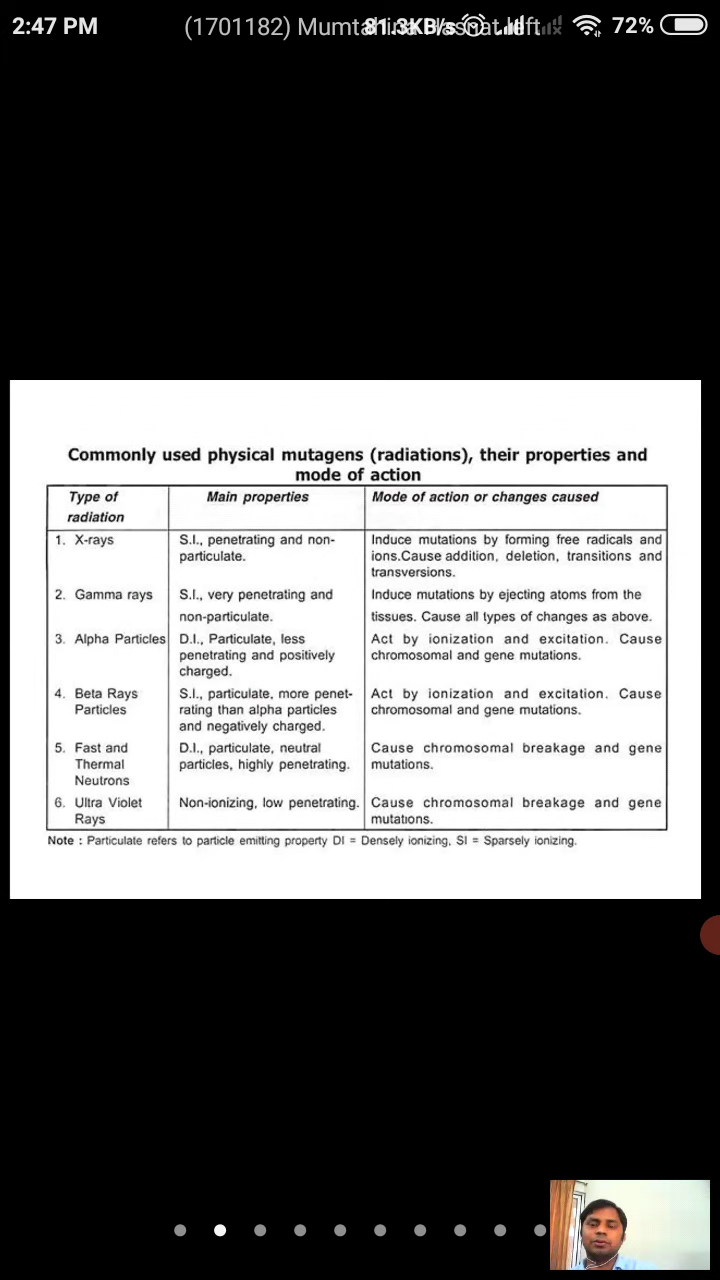 2:47 PM
(1701182)
81.3KB/s
72%
Commonly used physical mutagens (radiations), their properties and
mode of action
Type of
radiation
Main properties
Mode of action or changes caused
1. X-rays
S.I., penetrating and non-
particulate.
Induce mutations by forming free radicals and
ions.Cause addition, deletion, transitions and
transversions.
2. Gamma rays
S.I., very penetrating and
non-particulate.
Induce mutations by ejecting atoms from the
tissues. Cause all types of changes as above.
3. Alpha Particles
D.I., Particulate, less
penetrating and positively
charged.
Act by ionization and excitation. Cause
chromosomal and gene mutations.
4. Beta Rays
Particles
S.I., particulate, more penet-
rating than alpha particles
and negatively charged.
Act by ionization and excitation. Cause
chromosomal and gene mutations.
5. Fast and
Thermal
Neutrons
D.I., particulate, neutral
particles, highly penetrating.
Cause chromosomal breakage and gene
mutations.
6. Ultra Violet
Rays
Non-ionizing, low penetrating.
Cause chromosomal breakage and gene
mutations.
Note : Particulate refers to particle emitting property DI = Densely ionizing, SI = Sparsely ionizing.